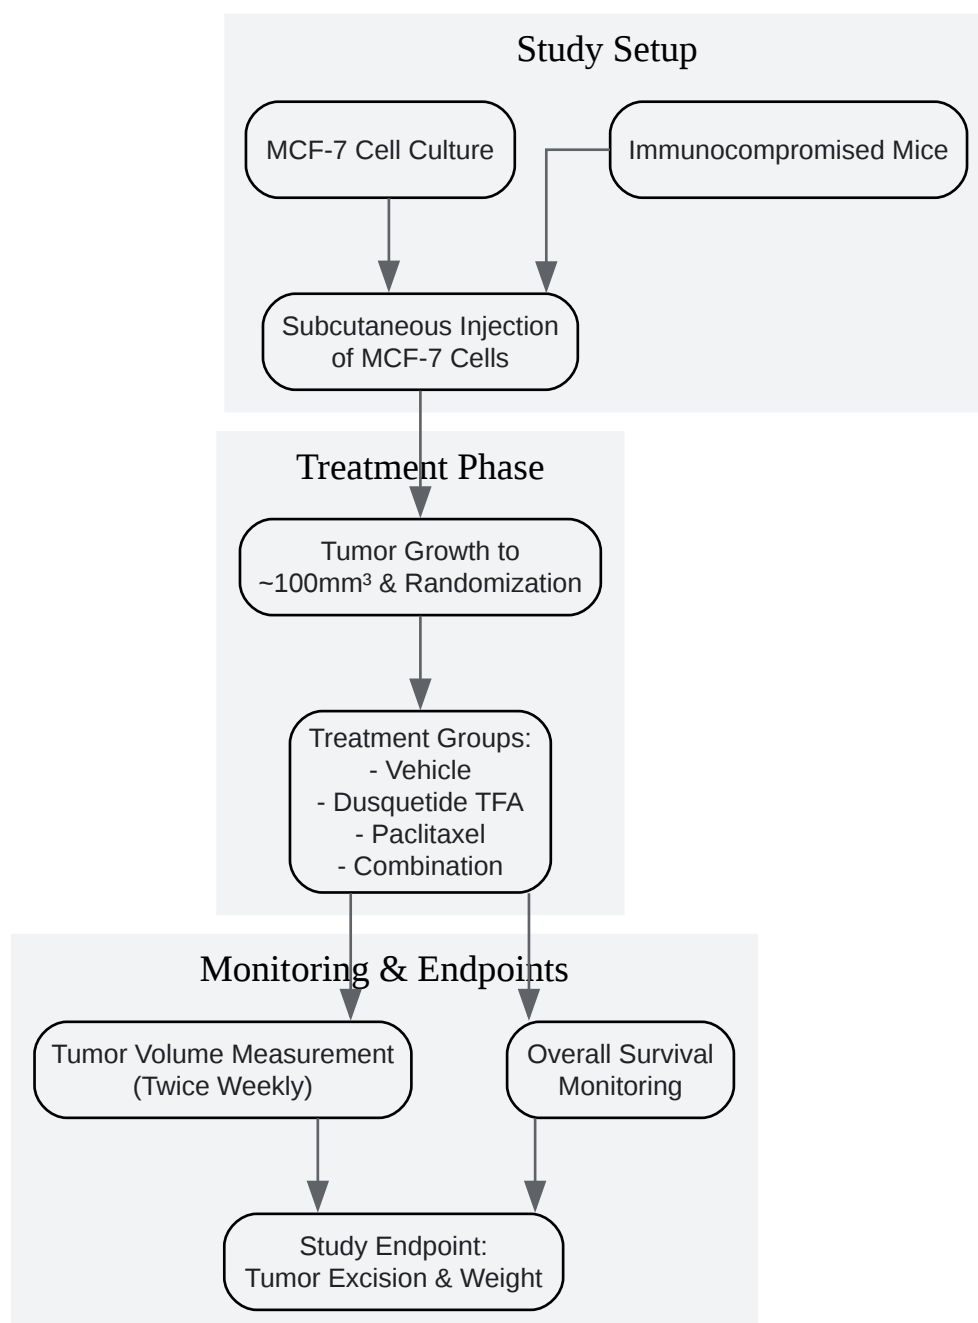 Study Setup
MCF-7 Cell Culture
Immunocompromised Mice
Subcutaneous Injection
of MCF-7 Cells
Treatment Phase
Tumor Growth to
~100mm³ & Randomization
Treatment Groups:
- Vehicle
- Dusquetide TFA
- Paclitaxel
- Combination
Monitoring & Endpoints
Tumor Volume Measurement
(Twice Weekly)
Overall Survival
Monitoring
Study Endpoint:
Tumor Excision & Weight